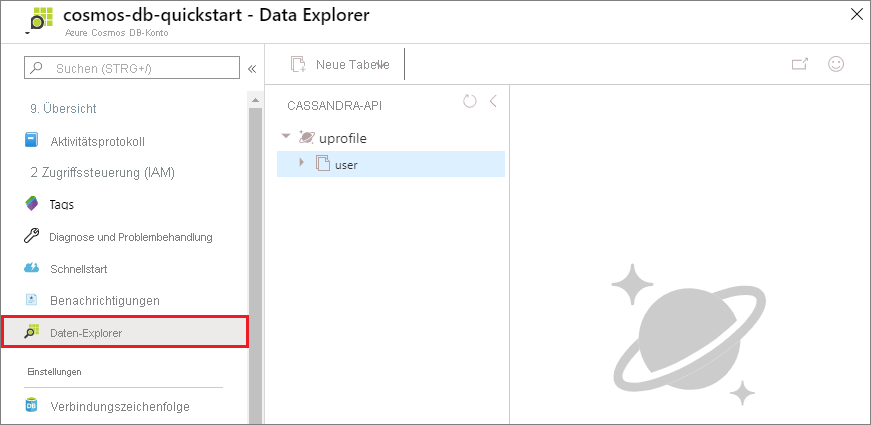 cosmos-db-quickstart - Data Explorer
Azure Cosmos DB-Konto
Suchen (STRG+/)
«
9. Übersicht
Aktivitätsprotokoll
2 Zugriffssteuerung (IAM)
Tags
Diagnose und Problembehandlung
Schnellstart
Benachrichtigungen
Daten-Explorer
Einstellungen
DB
Verbindungszeichenfolge
Neue Tabelle
CASSANDRA-API
uprofile
user